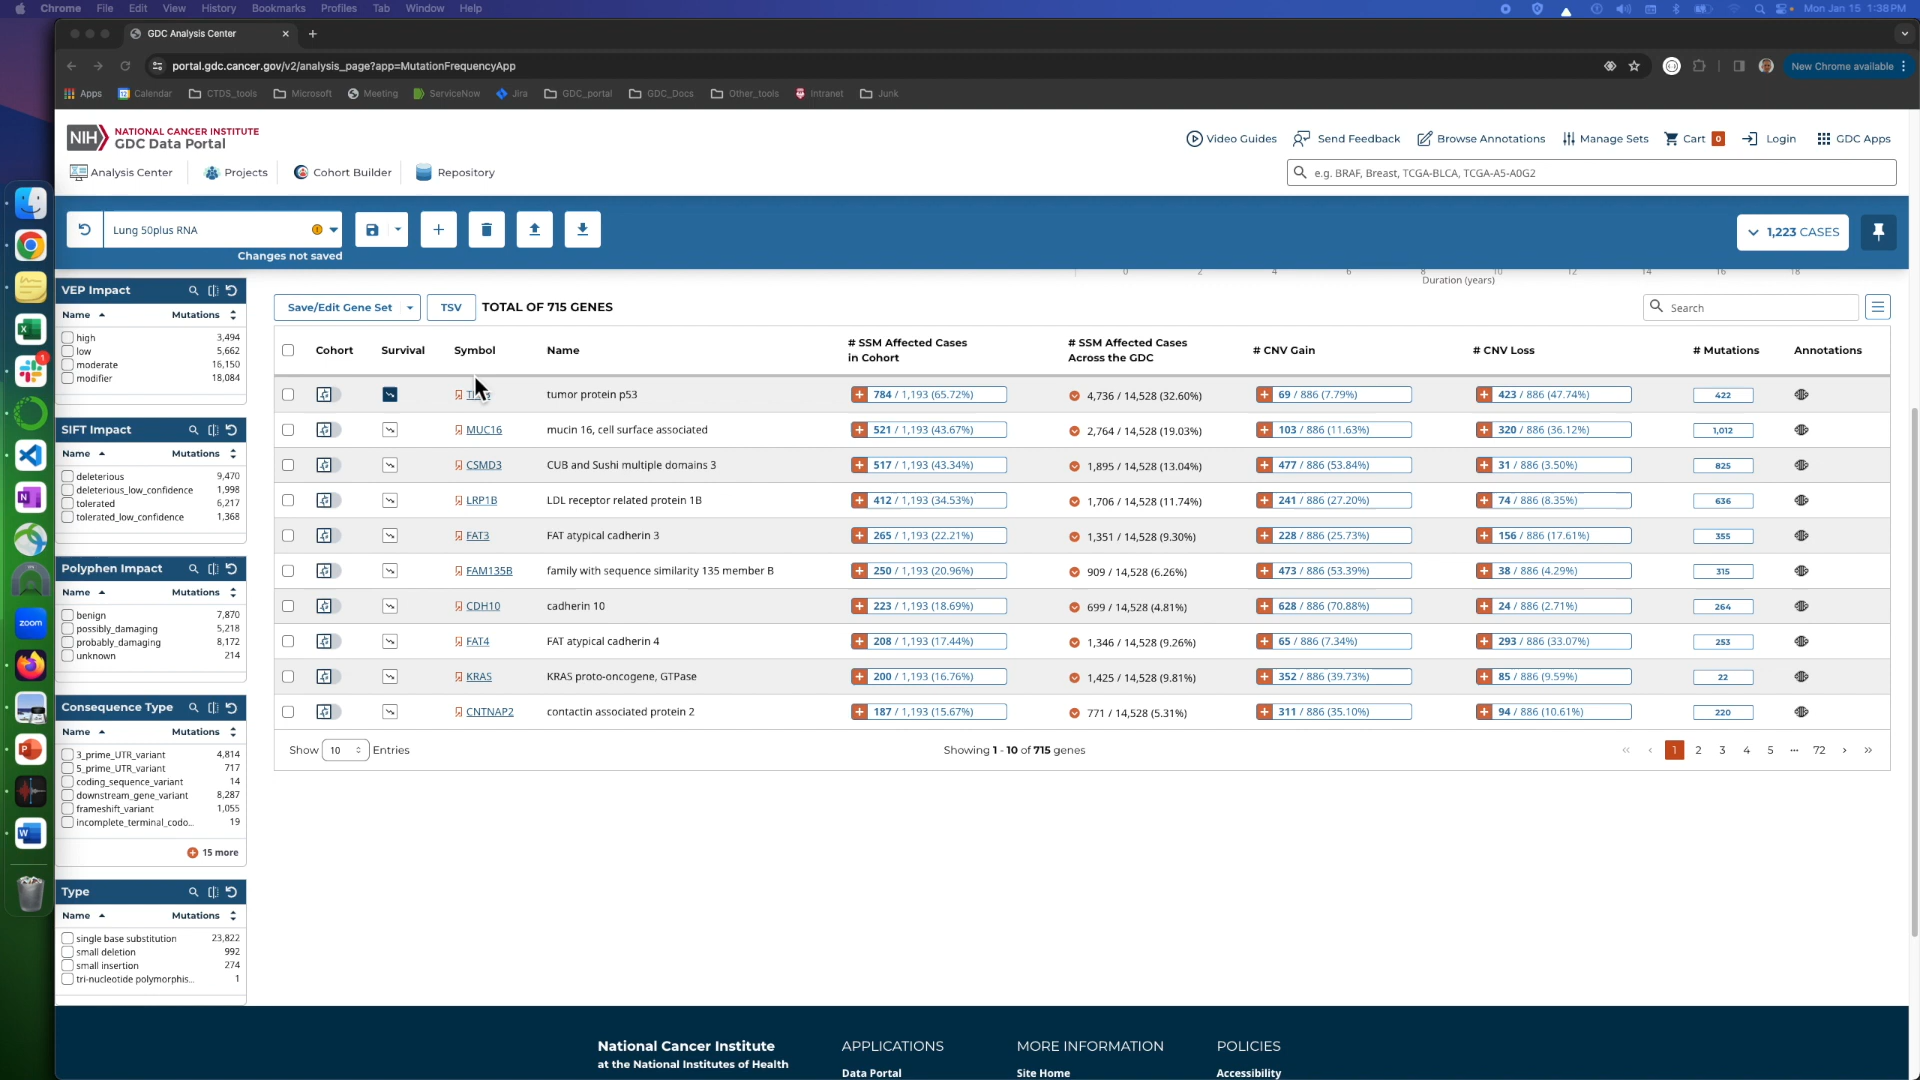 Chrome File Edit View History Bookmarks Profiles Tab Window Help
Mon Jan 15 1:38 PM
GDC Analysis Center
portal.gdc.cancer.gov/v2/analysis_page?app=MutationFrequencyApp
New Chrome available
Apps Calendar CTDS_tools Microsoft Meeting ServiceNow Jira GDC_portal GDC_Docs Other_tools Intranet Junk
NIH NATIONAL CANCER INSTITUTE
GDC Data Portal
Video Guides Send Feedback Browse Annotations Manage Sets Cart 0 Login GDC Apps
Analysis Center Projects Cohort Builder Repository
e.g. BRAF, Breast, TCGA-BLCA, TCGA-A5-A0G2
Lung 50plus RNA
Changes not saved
1,223 CASES
0 2 4 6 8 10 12 14 16 18
Duration (years)
VEP Impact
Name Mutations
high 3,494
low 5,662
moderate 16,150
modifier 18,084
SIFT Impact
Name Mutations
deleterious 9,470
deleterious_low_confidence 1,998
tolerated 6,217
tolerated_low_confidence 1,368
Polyphen Impact
Name Mutations
benign 7,870
possibly_damaging 5,218
probably_damaging 8,172
unknown 214
Consequence Type
Name Mutations
3_prime_UTR_variant 4,814
5_prime_UTR_variant 717
coding_sequence_variant 14
downstream_gene_variant 8,287
frameshift_variant 1,055
incomplete_terminal_codo... 19
15 more
Type
Name Mutations
single base substitution 23,822
small deletion 992
small insertion 274
tri-nucleotide polymorphis... 1
Save/Edit Gene Set TSV TOTAL OF 715 GENES
Search
Cohort Survival Symbol Name # SSM Affected Cases in Cohort # SSM Affected Cases Across the GDC # CNV Gain # CNV Loss # Mutations Annotations
tumor protein p53 784 / 1,193 (65.72%) 4,736 / 14,528 (32.60%) 69 / 886 (7.79%) 423 / 886 (47.74%) 422
MUC16 mucin 16, cell surface associated 521 / 1,193 (43.67%) 2,764 / 14,528 (19.03%) 103 / 886 (11.63%) 320 / 886 (36.12%) 1,012
CSMD3 CUB and Sushi multiple domains 3 517 / 1,193 (43.34%) 1,895 / 14,528 (13.04%) 477 / 886 (53.84%) 31 / 886 (3.50%) 825
LRP1B LDL receptor related protein 1B 412 / 1,193 (34.53%) 1,706 / 14,528 (11.74%) 241 / 886 (27.20%) 74 / 886 (8.35%) 636
FAT3 FAT atypical cadherin 3 265 / 1,193 (22.21%) 1,351 / 14,528 (9.30%) 228 / 886 (25.73%) 156 / 886 (17.61%) 355
FAM135B family with sequence similarity 135 member B 250 / 1,193 (20.96%) 909 / 14,528 (6.26%) 473 / 886 (53.39%) 38 / 886 (4.29%) 315
CDH10 cadherin 10 223 / 1,193 (18.69%) 699 / 14,528 (4.81%) 628 / 886 (70.88%) 24 / 886 (2.71%) 264
FAT4 FAT atypical cadherin 4 208 / 1,193 (17.44%) 1,346 / 14,528 (9.26%) 65 / 886 (7.34%) 293 / 886 (33.07%) 253
KRAS KRAS proto-oncogene, GTPase 200 / 1,193 (16.76%) 1,425 / 14,528 (9.81%) 352 / 886 (39.73%) 85 / 886 (9.59%) 22
CNTNAP2 contactin associated protein 2 187 / 1,193 (15.67%) 771 / 14,528 (5.31%) 311 / 886 (35.10%) 94 / 886 (10.61%) 220
Show 10 Entries Showing 1 - 10 of 715 genes « ‹ 1 2 3 4 5 ... 72 › »
National Cancer Institute
at the National Institutes of Health
APPLICATIONS
Data Portal
MORE INFORMATION
Site Home
POLICIES
Accessibility
zoom
1